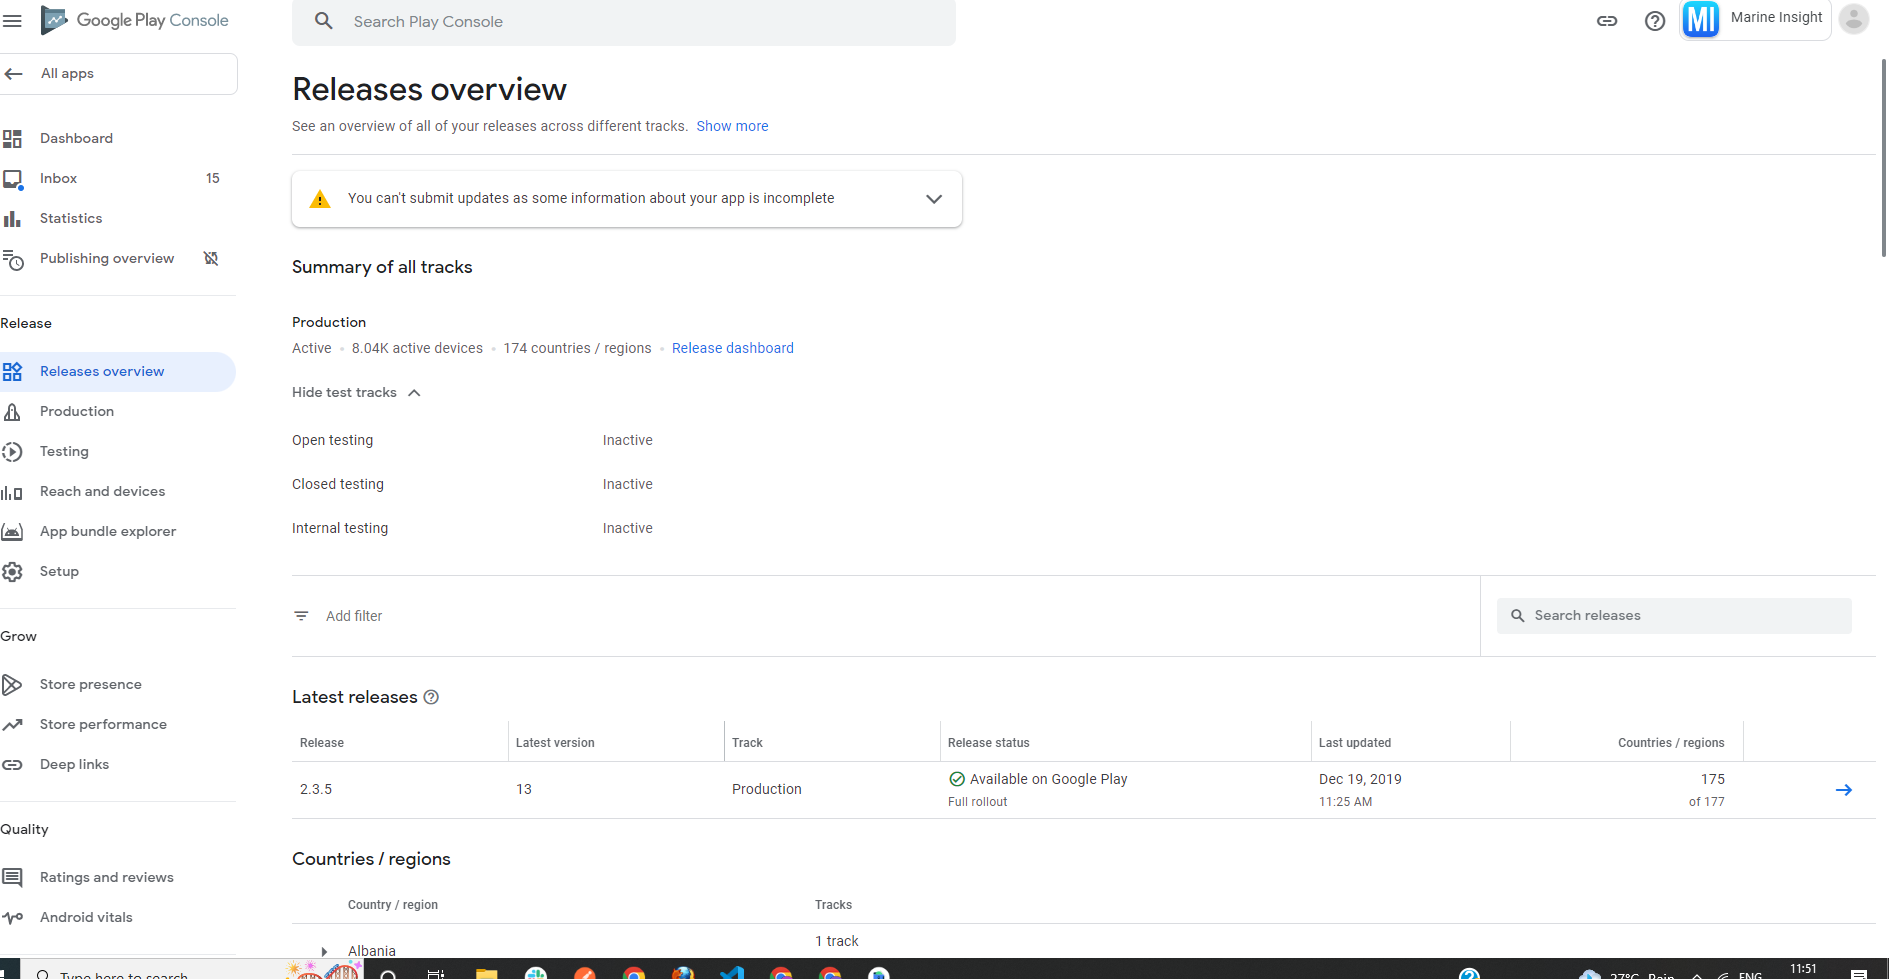 Google Play Console
Search Play Console
MI
Marine Insight
All apps
Dashboard
Inbox 15
Statistics
Publishing overview
Release
Releases overview
Production
Testing
Reach and devices
App bundle explorer
Setup
Grow
Store presence
Store performance
Deep links
Quality
Ratings and reviews
Android vitals
Releases overview
See an overview of all of your releases across different tracks. Show more
You can't submit updates as some information about your app is incomplete
Summary of all tracks
Production
Active • 8.04K active devices • 174 countries / regions • Release dashboard
Hide test tracks
Open testing Inactive
Closed testing Inactive
Internal testing Inactive
Add filter
Search releases
Latest releases
Release Latest version Track Release status Last updated Countries / regions
2.3.5 13 Production Available on Google Play Dec 19, 2019 175
Full rollout 11:25 AM of 177
Countries / regions
Country / region Tracks
Albania 1 track
Type here to search
27°C Rain ENG 11:51